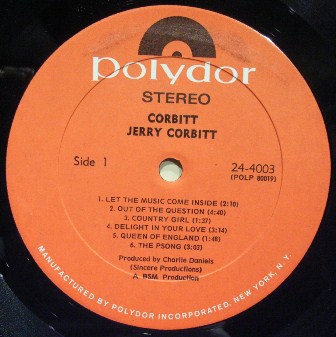 Polydor
STEREO
CORBITT
JERRY CORBITT
Side 1
24-4003
(POLP 80019)
1. LET THE MUSIC COME INSIDE (2:10)
2. OUT OF THE QUESTION (4:40)
3. COUNTRY GIRL (1:37)
4. DELIGHT IN YOUR LOVE (3:14)
5. QUEEN OF ENGLAND (1:48)
6. THE PSONG (3:03)
Produced by Charlie Daniels
(Sincere Productions)
A BSM Production
MANUFACTURED BY POLYDOR INCORPORATED, NEW YORK, N.Y.